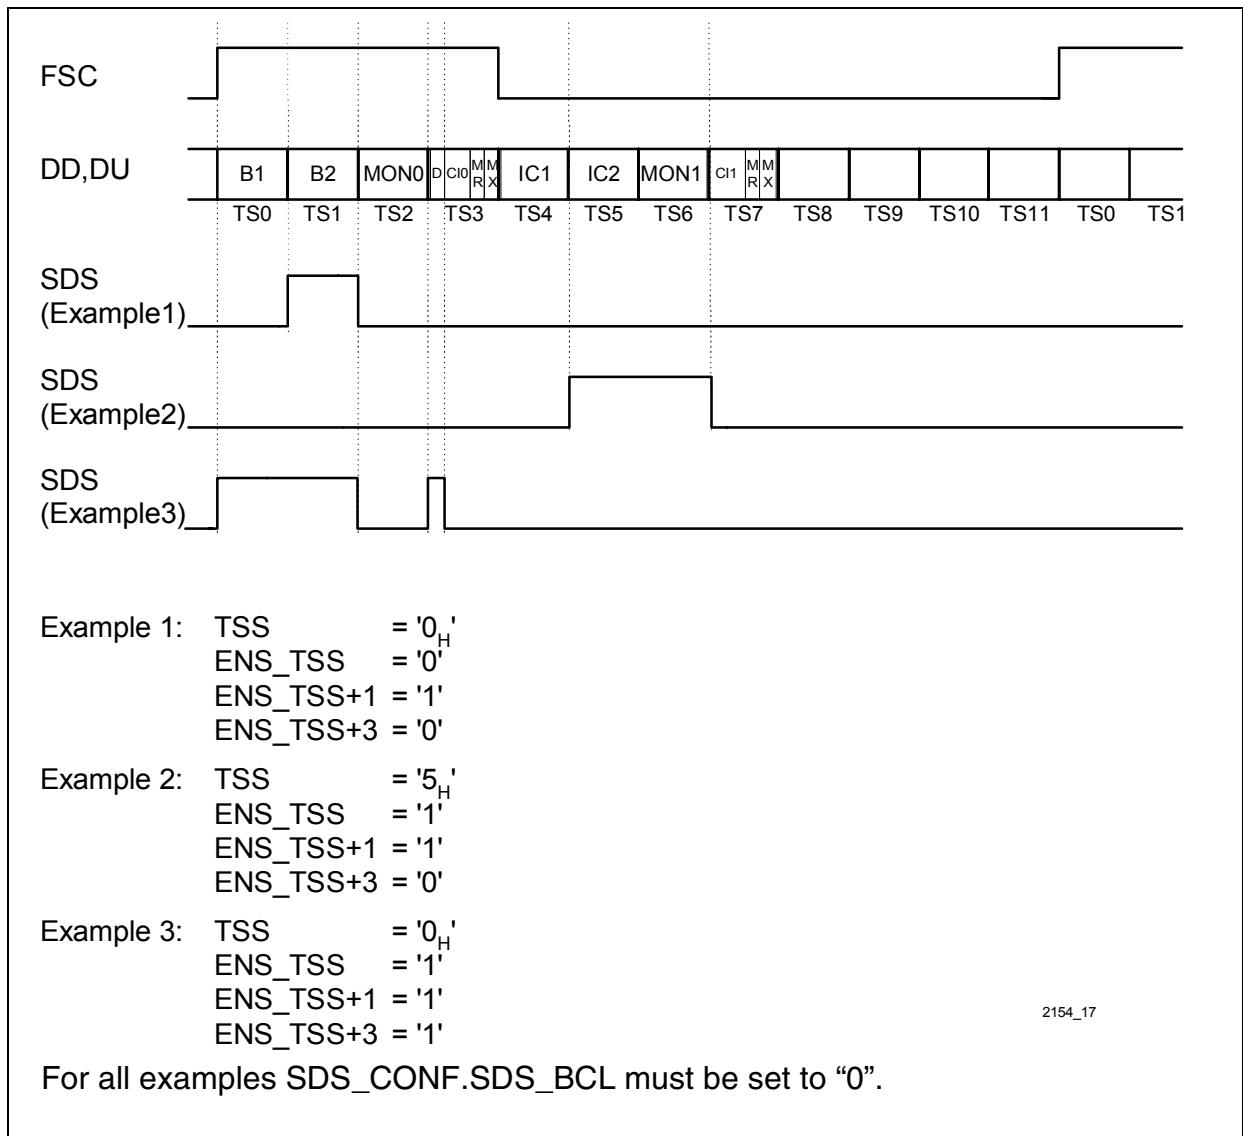 FSC
DD,DU
B1 B2 MON0 D CI0 MR MX IC1 IC2 MON1 CI1 MR MX
TS0 TS1 TS2 TS3 TS4 TS5 TS6 TS7 TS8 TS9 TS10 TS11 TS0 TS1
SDS
(Example1)
SDS
(Example2)
SDS
(Example3)
Example 1: TSS = '0H'
ENS_TSS = '0'
ENS_TSS+1 = '1'
ENS_TSS+3 = '0'
Example 2: TSS = '5H'
ENS_TSS = '1'
ENS_TSS+1 = '1'
ENS_TSS+3 = '0'
Example 3: TSS = '0H'
ENS_TSS = '1'
ENS_TSS+1 = '1'
ENS_TSS+3 = '1'
2154_17
For all examples SDS_CONF.SDS_BCL must be set to “0”.